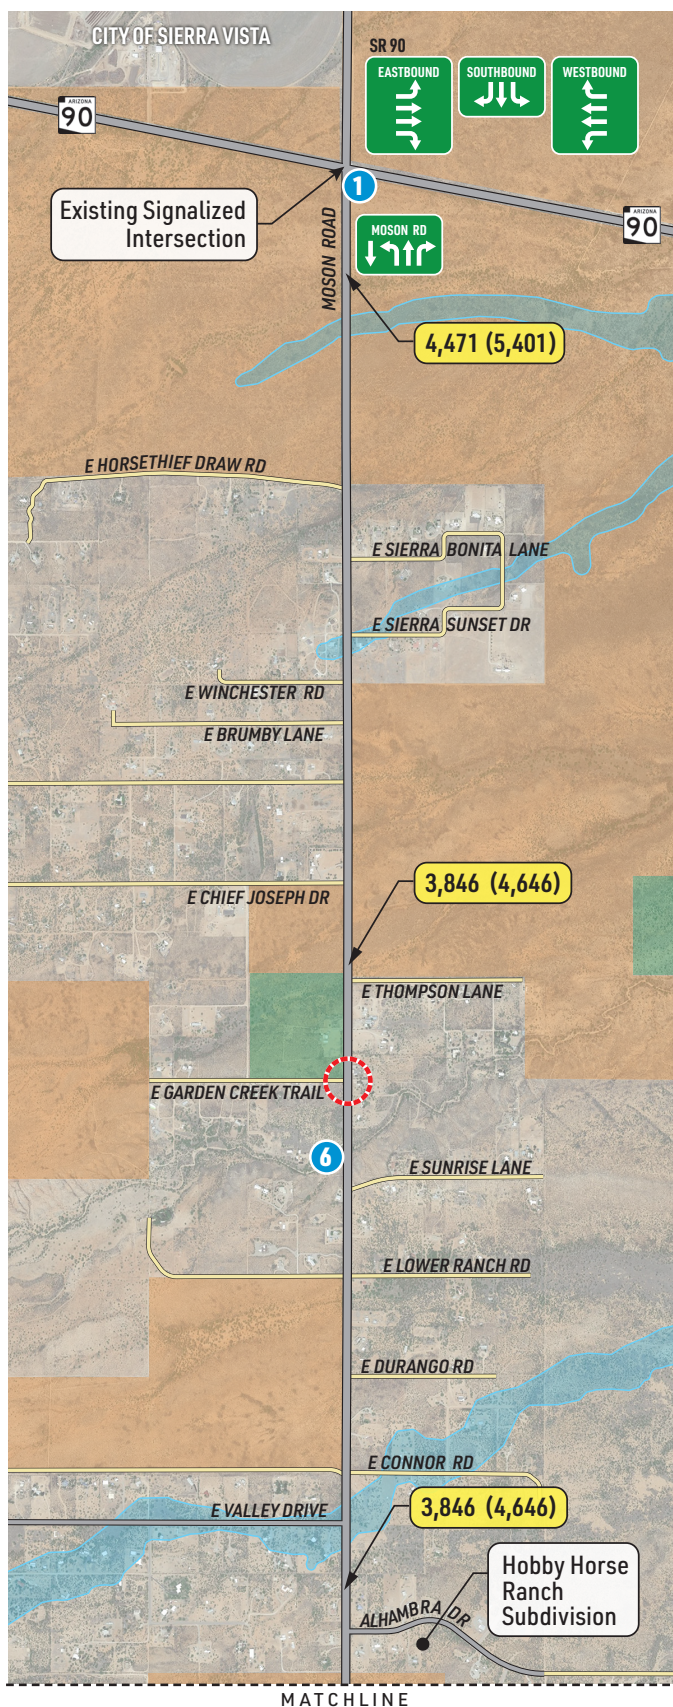 CITY OF SIERRA VISTA
SR 90
EASTBOUND
SOUTHBOUND
WESTBOUND
ARIZONA
90
1
Existing Signalized
Intersection
MOSON ROAD
MOSON RD
ARIZONA
90
4,471 (5,401)
E HORSETHIEF DRAW RD
E SIERRA BONITA LANE
E SIERRA SUNSET DR
E WINCHESTER RD
E BRUMBY LANE
3,846 (4,646)
E CHIEF JOSEPH DR
E THOMPSON LANE
E GARDEN CREEK TRAIL
6
E SUNRISE LANE
E LOWER RANCH RD
E DURANGO RD
E CONNOR RD
E VALLEY DRIVE
3,846 (4,646)
Hobby Horse
Ranch
Subdivision
ALHAMBRA DR
MATCHLINE